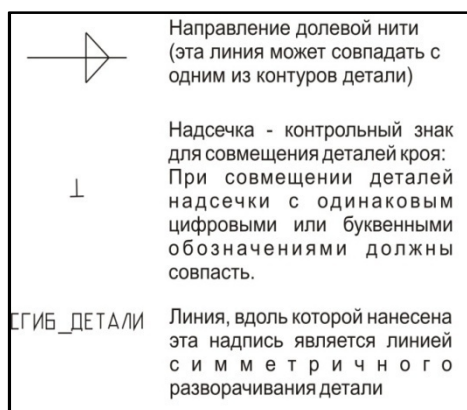 Направление долевой нити
(эта линия может совпадать с
одним из контуров детали)
Надсечка - контрольный знак
для совмещения деталей кроя:
При совмещении деталей
надсечки с одинаковым
цифровыми или буквенными
обозначениями должны
совпасть.
СГИБ_ДЕТАЛИ
Линия, вдоль которой нанесена
эта надпись является линией
симметричного
разворачивания детали